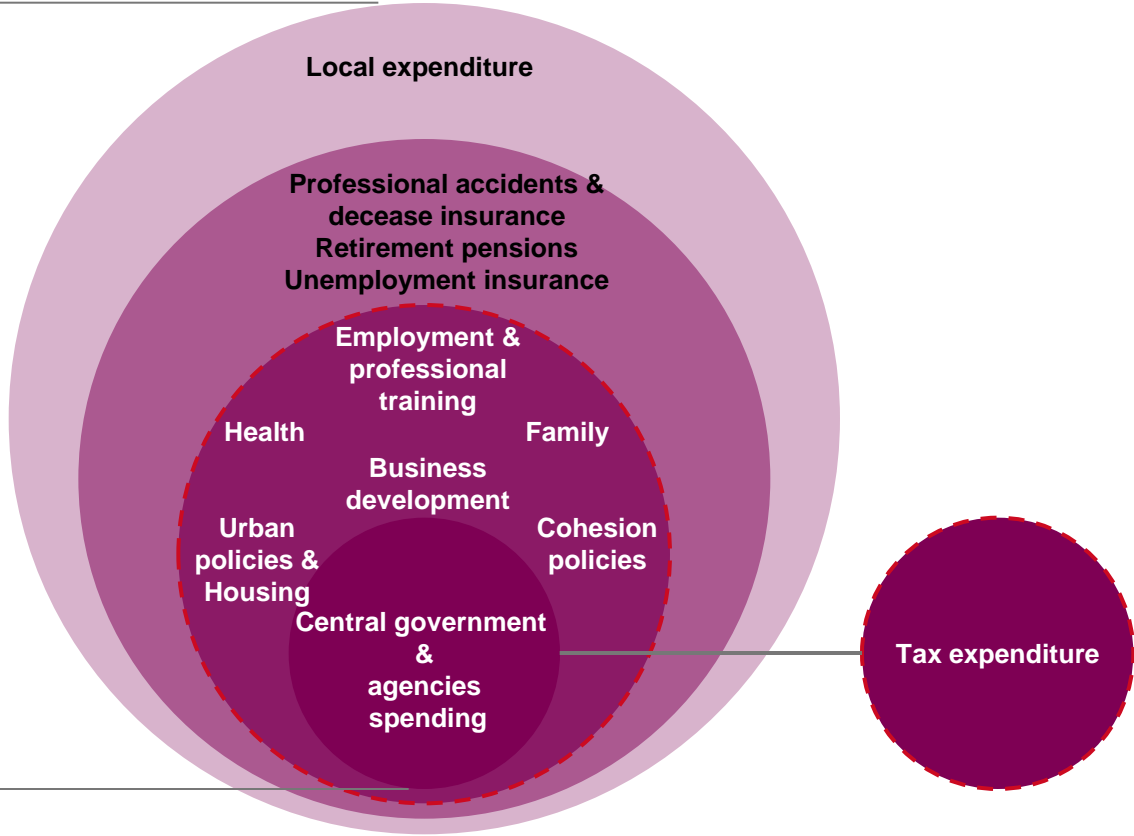 Local expenditure
Professional accidents &
decease insurance
Retirement pensions
Unemployment insurance
Employment &
professional
training
Health
Family
Business
development
Urban
policies &
Housing
Cohesion
policies
Central government
&
agencies
spending
Tax expenditure